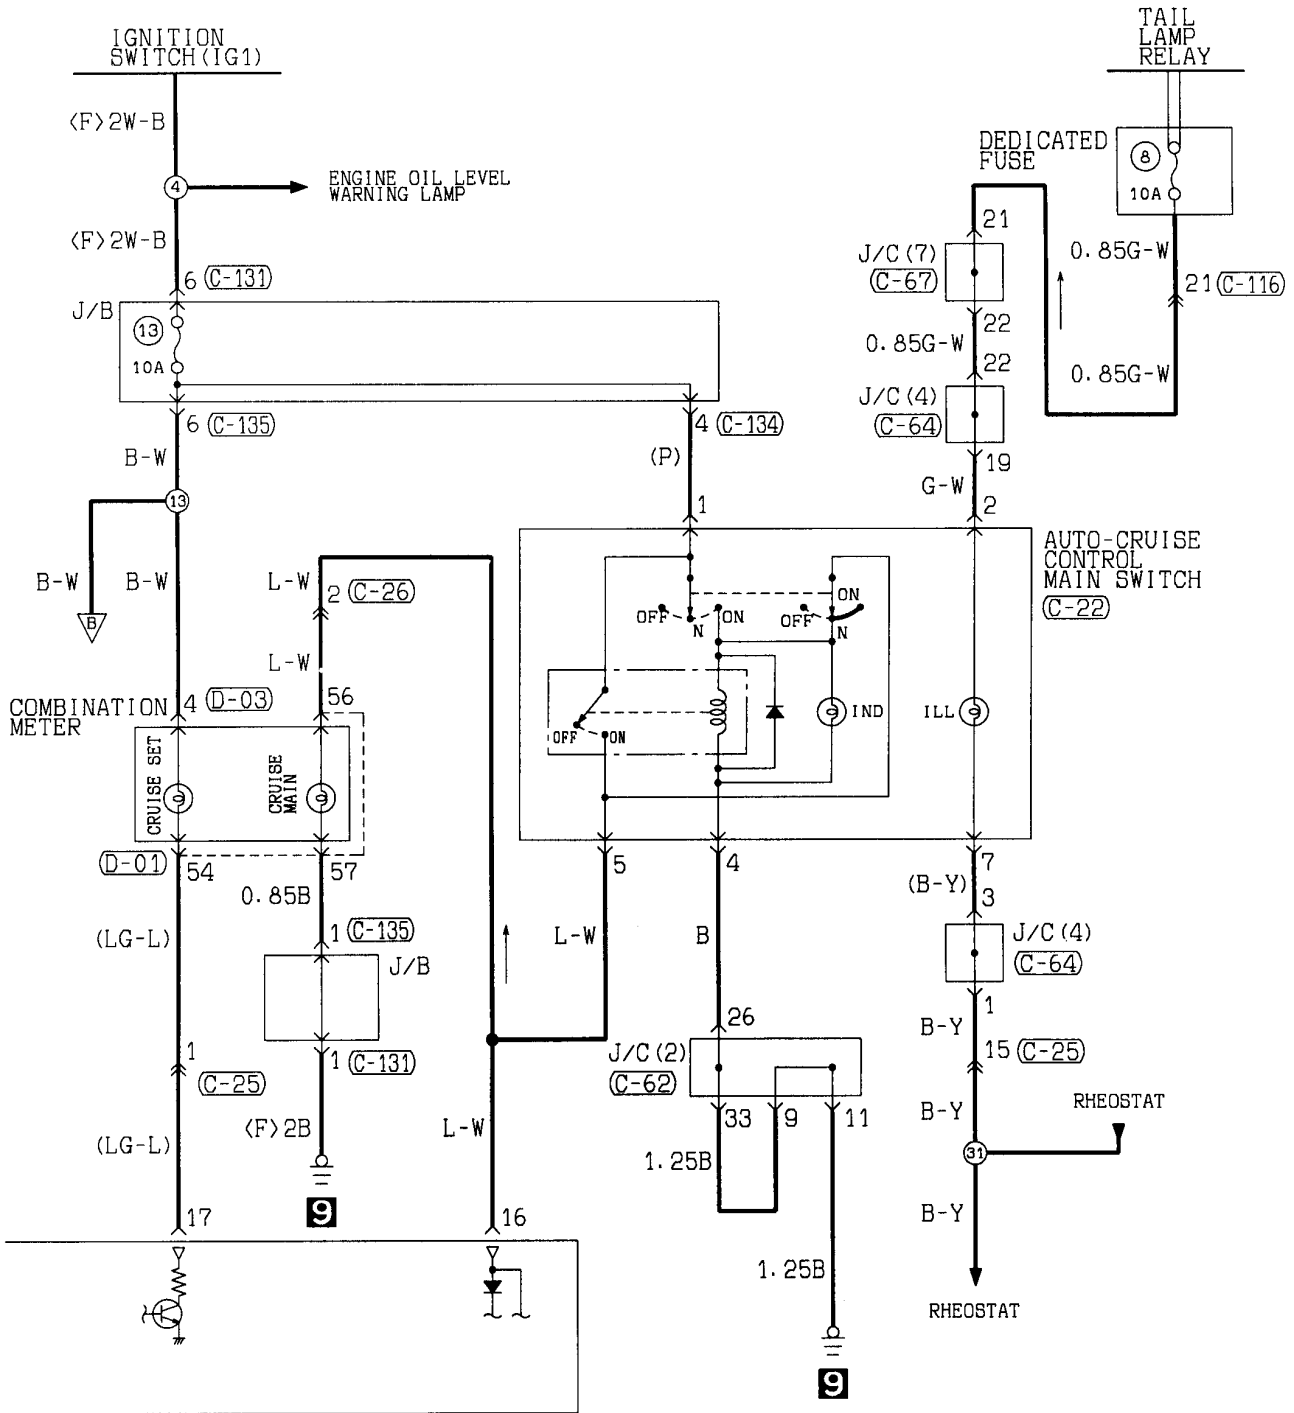 IGNITION
SWITCH(IG1)
TAIL
LAMP
RELAY
<F>2W-B
DEDICATED
FUSE
8
10A
4
ENGINE OIL LEVEL
WARNING LAMP
<F>2W-B
21
0.85G-W
J/C(7)
(C-67)
6 (C-131)
21 (C-116)
J/B
13
10A
22
0.85G-W
22
0.85G-W
J/C(4)
(C-64)
6 (C-135)
4 (C-134)
B-W
(P)
19
G-W
13
1
2
AUTO-CRUISE
CONTROL
MAIN SWITCH
(C-22)
B-W
B-W
L-W
2 (C-26)
B
OFF
N
ON
OFF
ON
N
L-W
COMBINATION
METER
4 (D-03)
56
OFF
ON
IND
ILL
CRUISE SET
CRUISE
MAIN
(D-01)
54
57
5
4
7
0.85B
(B-Y)
3
(LG-L)
1 (C-135)
J/B
L-W
B
J/C(4)
(C-64)
26
1
B-Y
1
(C-25)
1 (C-131)
J/C(2)
(C-62)
15 (C-25)
33
9
11
B-Y
RHEOSTAT
(LG-L)
<F>2B
L-W
1.25B
31
9
B-Y
17
16
1.25B
RHEOSTAT
9